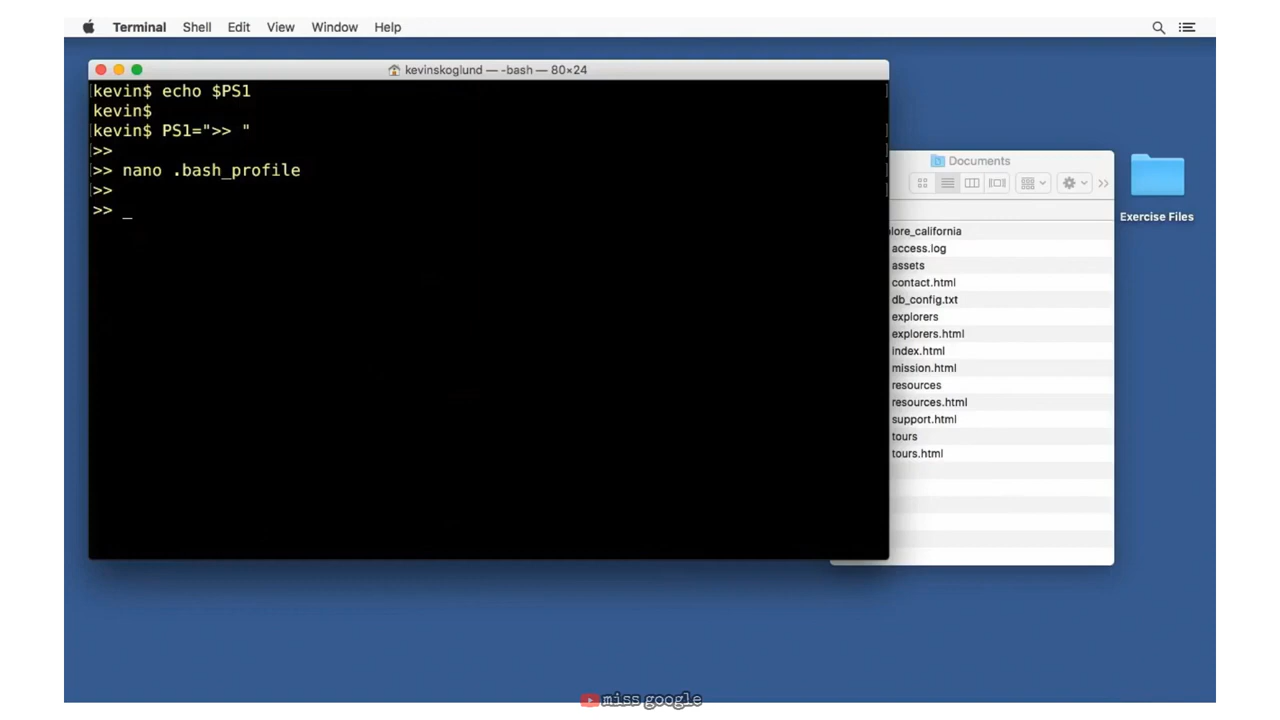 Terminal Shell Edit View Window Help
kevinskoglund — -bash — 80×24
kevin$ echo $PS1
kevin$
kevin$ PS1=">> "
>>
>> nano .bash_profile
>>
>> _
Documents
>>
Exercise Files
lore_california
access.log
assets
contact.html
db_config.txt
explorers
explorers.html
index.html
mission.html
resources
resources.html
support.html
tours
tours.html
miss google